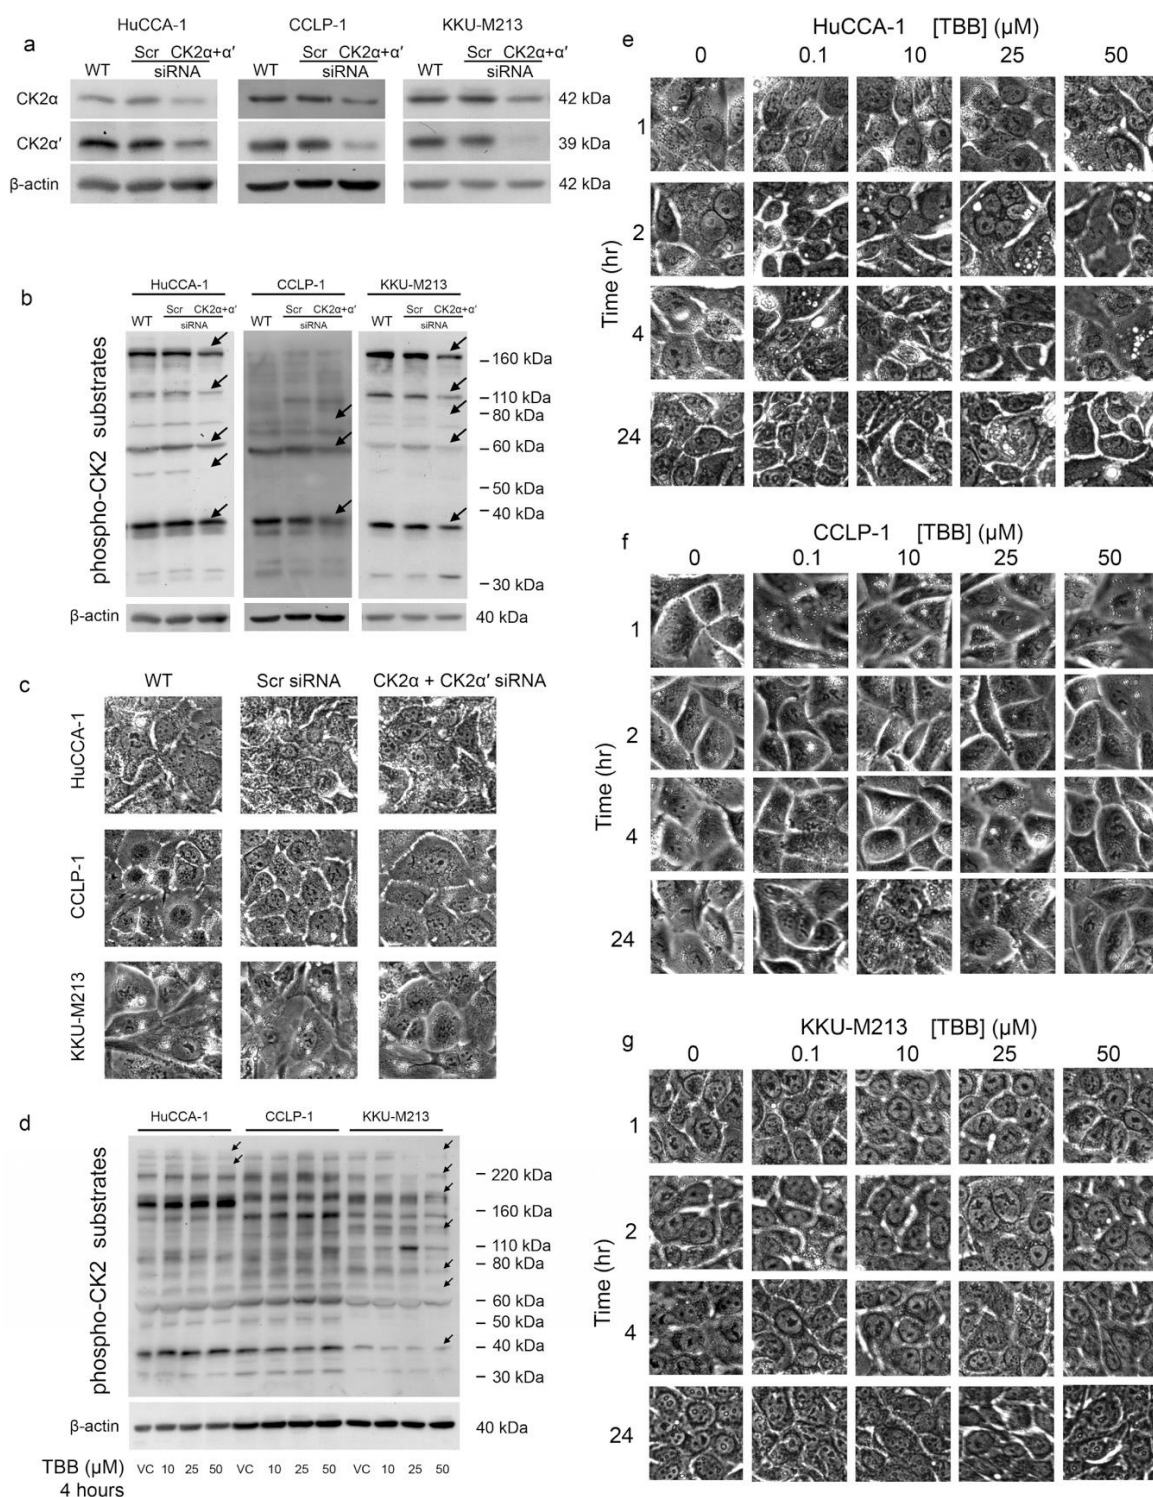 a
HuCCA-1 CCLP-1 KKU-M213
Scr CK2α+α′ Scr CK2α+α′ Scr CK2α+α′
WT siRNA WT siRNA WT siRNA
CK2α 42 kDa
CK2α′ 39 kDa
β-actin 42 kDa
b
HuCCA-1 CCLP-1 KKU-M213
Scr CK2α+α′ Scr CK2α+α′ Scr CK2α+α′
WT siRNA WT siRNA WT siRNA
phospho-CK2 substrates
– 160 kDa
– 110 kDa
– 80 kDa
– 60 kDa
– 50 kDa
– 40 kDa
– 30 kDa
β-actin 40 kDa
c
WT Scr siRNA CK2α + CK2α′ siRNA
HuCCA-1
CCLP-1
KKU-M213
d
HuCCA-1 CCLP-1 KKU-M213
phospho-CK2 substrates
– 220 kDa
– 160 kDa
– 110 kDa
– 80 kDa
– 60 kDa
– 50 kDa
– 40 kDa
– 30 kDa
β-actin 40 kDa
TBB (µM) VC 10 25 50 VC 10 25 50 VC 10 25 50
4 hours
e
HuCCA-1 [TBB] (µM)
0 0.1 10 25 50
Time (hr)
1
2
4
24
f
CCLP-1 [TBB] (µM)
0 0.1 10 25 50
Time (hr)
1
2
4
24
g
KKU-M213 [TBB] (µM)
0 0.1 10 25 50
Time (hr)
1
2
4
24